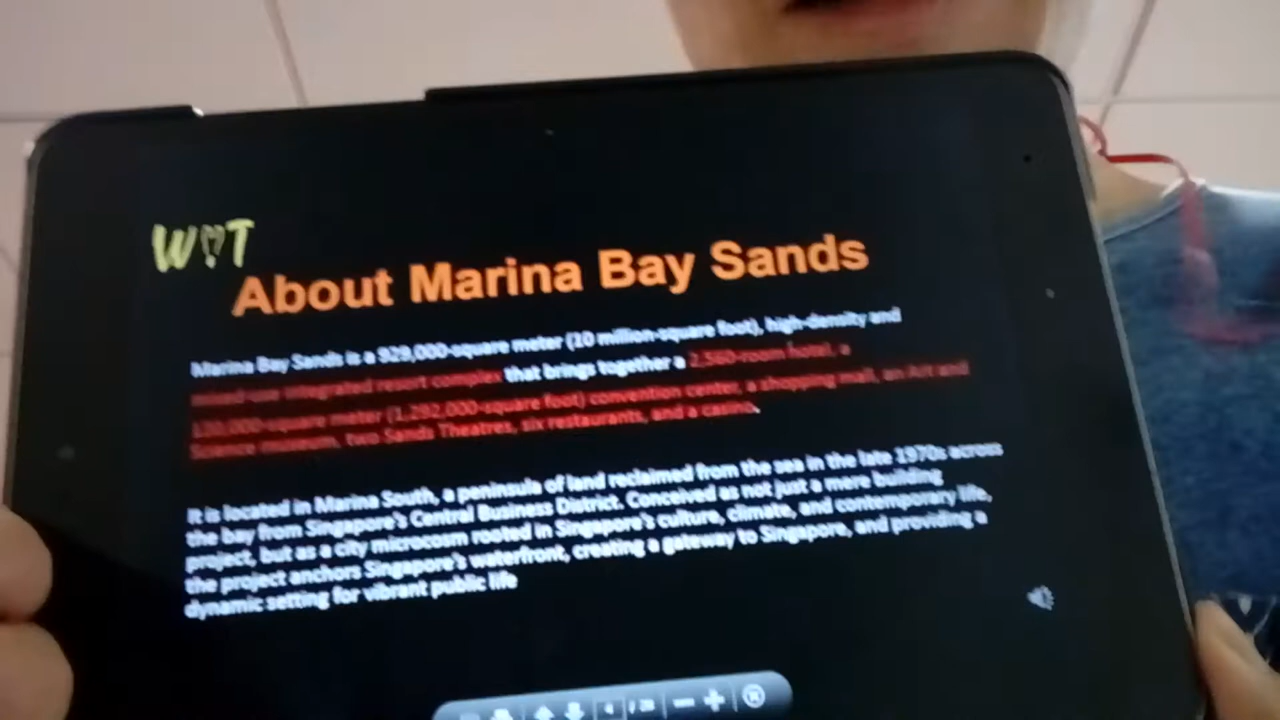 WOT
About Marina Bay Sands
Marina Bay Sands is a 929,000-square meter (10 million-square foot), high-density and
mixed-use integrated resort complex that brings together a 2,560-room hotel, a
120,000-square meter (1,292,000-square foot) convention center, a shopping mall, an Art and
Science museum, two Sands Theatres, six restaurants, and a casino.
It is located in Marina South, a peninsula of land reclaimed from the sea in the late 1970s across
the bay from Singapore's Central Business District. Conceived as not just a mere building
project, but as a city microcosm rooted in Singapore's culture, climate, and contemporary life,
the project anchors Singapore's waterfront, creating a gateway to Singapore, and providing a
dynamic setting for vibrant public life
4 / 28